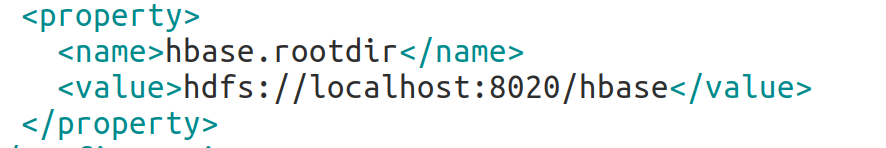 <property>
<name>hbase.rootdir</name>
<value>hdfs://localhost:8020/hbase</value>
</property>